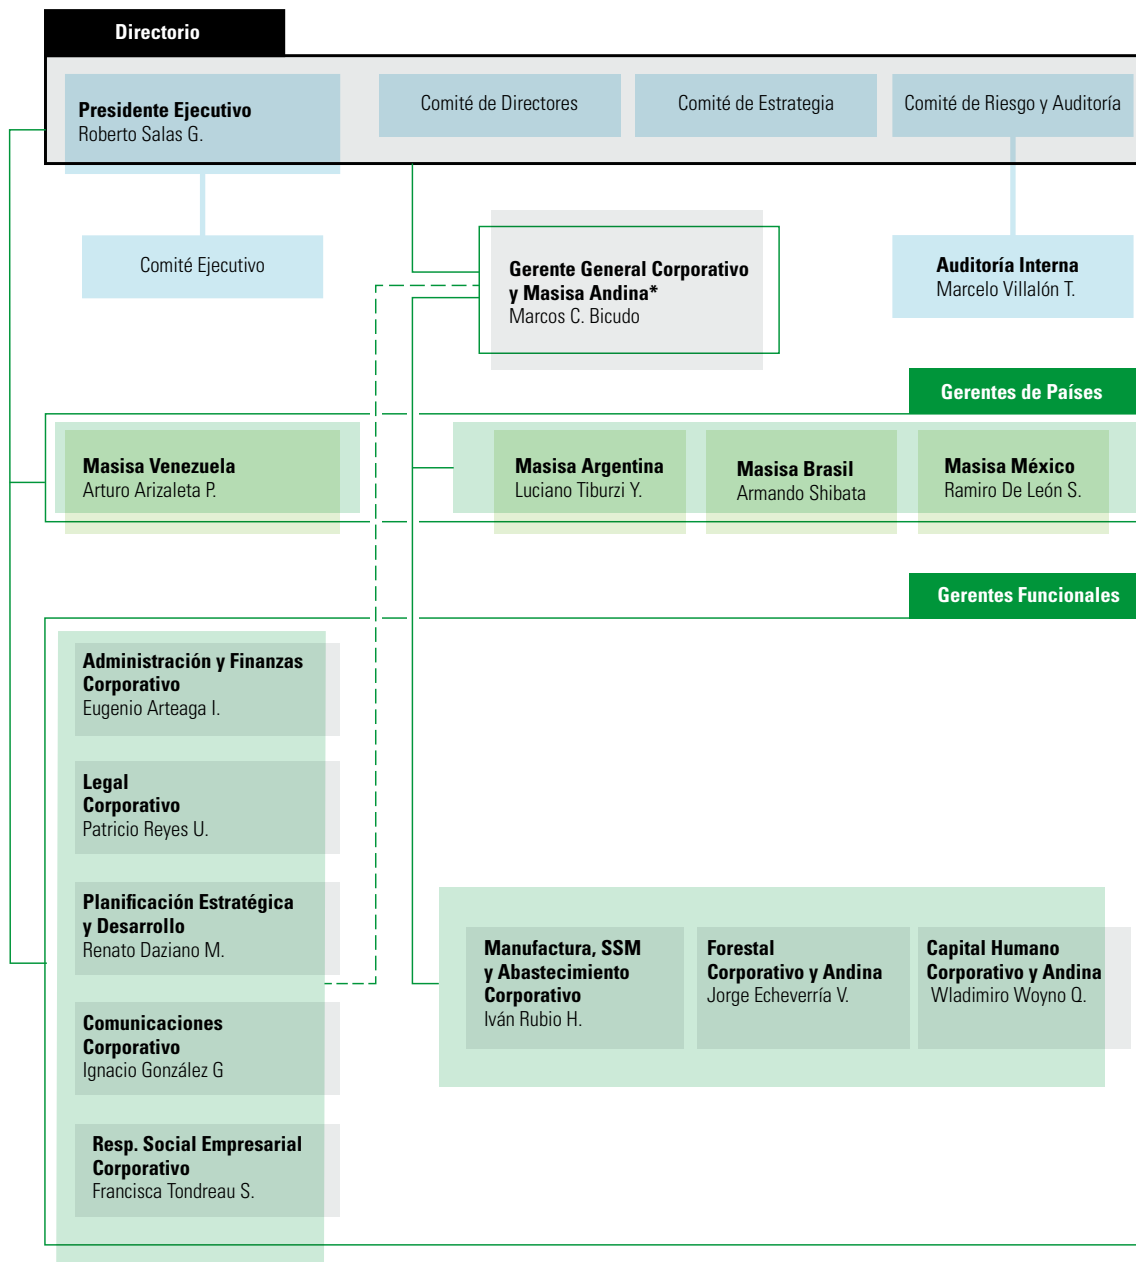 Directorio
Presidente Ejecutivo
Roberto Salas G.
Comité de Directores
Comité de Estrategia
Comité de Riesgo y Auditoría
Comité Ejecutivo
Gerente General Corporativo
y Masisa Andina*
Marcos C. Bicudo
Auditoría Interna
Marcelo Villalón T.
Gerentes de Países
Masisa Venezuela
Arturo Arizaleta P.
Masisa Argentina
Luciano Tiburzi Y.
Masisa Brasil
Armando Shibata
Masisa México
Ramiro De León S.
Gerentes Funcionales
Administración y Finanzas
Corporativo
Eugenio Arteaga I.
Legal
Corporativo
Patricio Reyes U.
Planificación Estratégica
y Desarrollo
Renato Daziano M.
Comunicaciones
Corporativo
Ignacio González G
Resp. Social Empresarial
Corporativo
Francisca Tondreau S.
Manufactura, SSM
y Abastecimiento
Corporativo
Iván Rubio H.
Forestal
Corporativo y Andina
Jorge Echeverría V.
Capital Humano
Corporativo y Andina
Wladimiro Woyno Q.